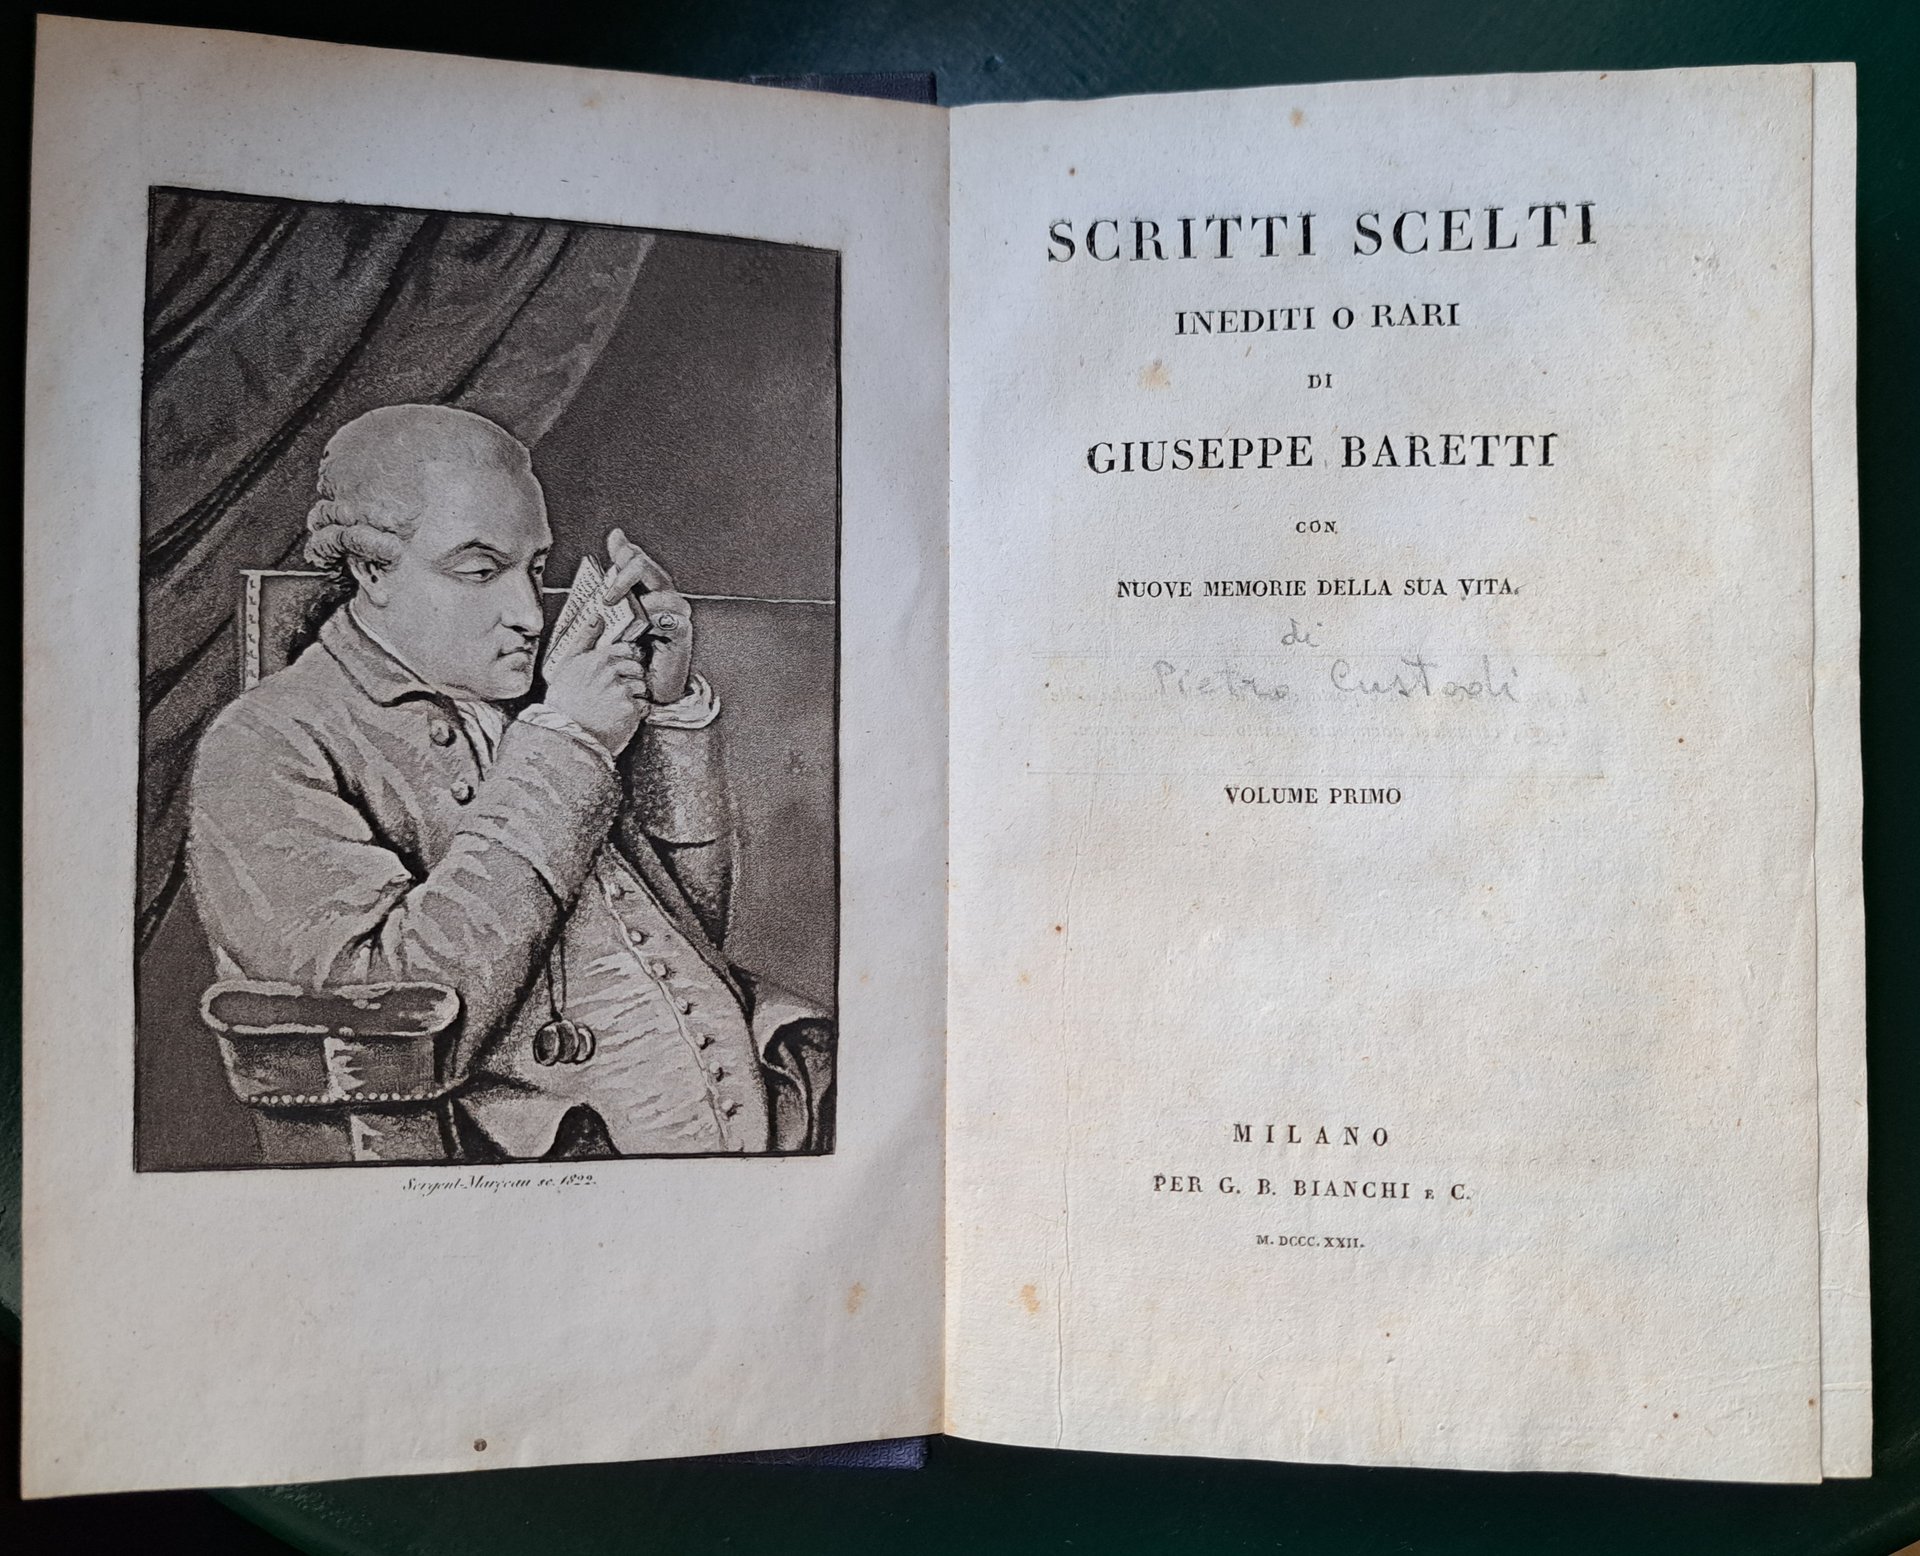 Sergent-Marceau sc. 1822.
SCRITTI SCELTI
INEDITI O RARI
DI
GIUSEPPE BARETTI
CON
NUOVE MEMORIE DELLA SUA VITA.
di
Pietro Custodi
VOLUME PRIMO
MILANO
PER G. B. BIANCHI E C.
M. DCCC. XXII.